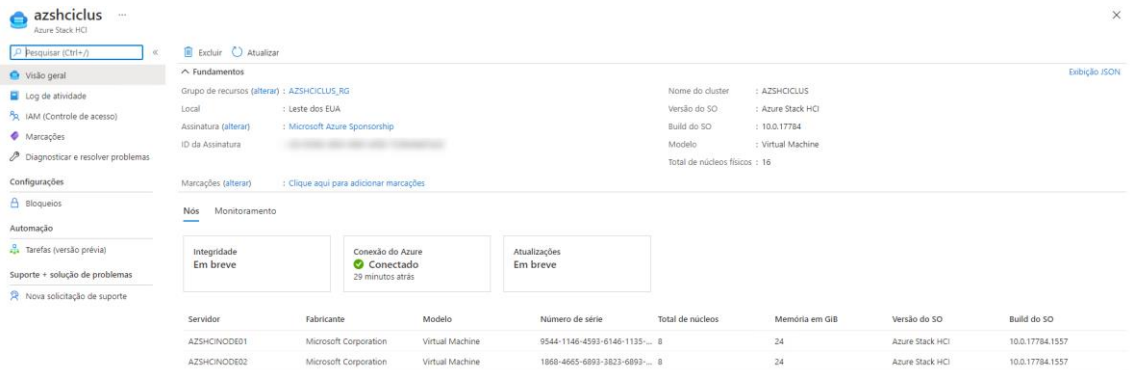 azshciclus ...
Azure Stack HCI
Pesquisar (Ctrl+/)
«
Visão geral
Log de atividade
IAM (Controle de acesso)
Marcações
Diagnosticar e resolver problemas
Configurações
Bloqueios
Automação
Tarefas (versão prévia)
Suporte + solução de problemas
Nova solicitação de suporte
Excluir Atualizar
Fundamentos Exibição JSON
Grupo de recursos (alterar) : AZSHCICLUS_RG
Local : Leste dos EUA
Assinatura (alterar) : Microsoft Azure Sponsorship
ID da Assinatura :
Nome do cluster : AZSHCICLUS
Versão do SO : Azure Stack HCI
Build do SO : 10.0.17784
Modelo : Virtual Machine
Total de núcleos físicos : 16
Marcações (alterar) : Clique aqui para adicionar marcações
Nós Monitoramento
Integridade
Em breve
Conexão do Azure
Conectado
29 minutos atrás
Atualizações
Em breve
Servidor Fabricante Modelo Número de série Total de núcleos Memória em GiB Versão do SO Build do SO
AZSHCINODE01 Microsoft Corporation Virtual Machine 9544-1146-4593-6146-1135-... 8 24 Azure Stack HCI 10.0.17784.1557
AZSHCINODE02 Microsoft Corporation Virtual Machine 1868-4665-6893-3823-6893-... 8 24 Azure Stack HCI 10.0.17784.1557